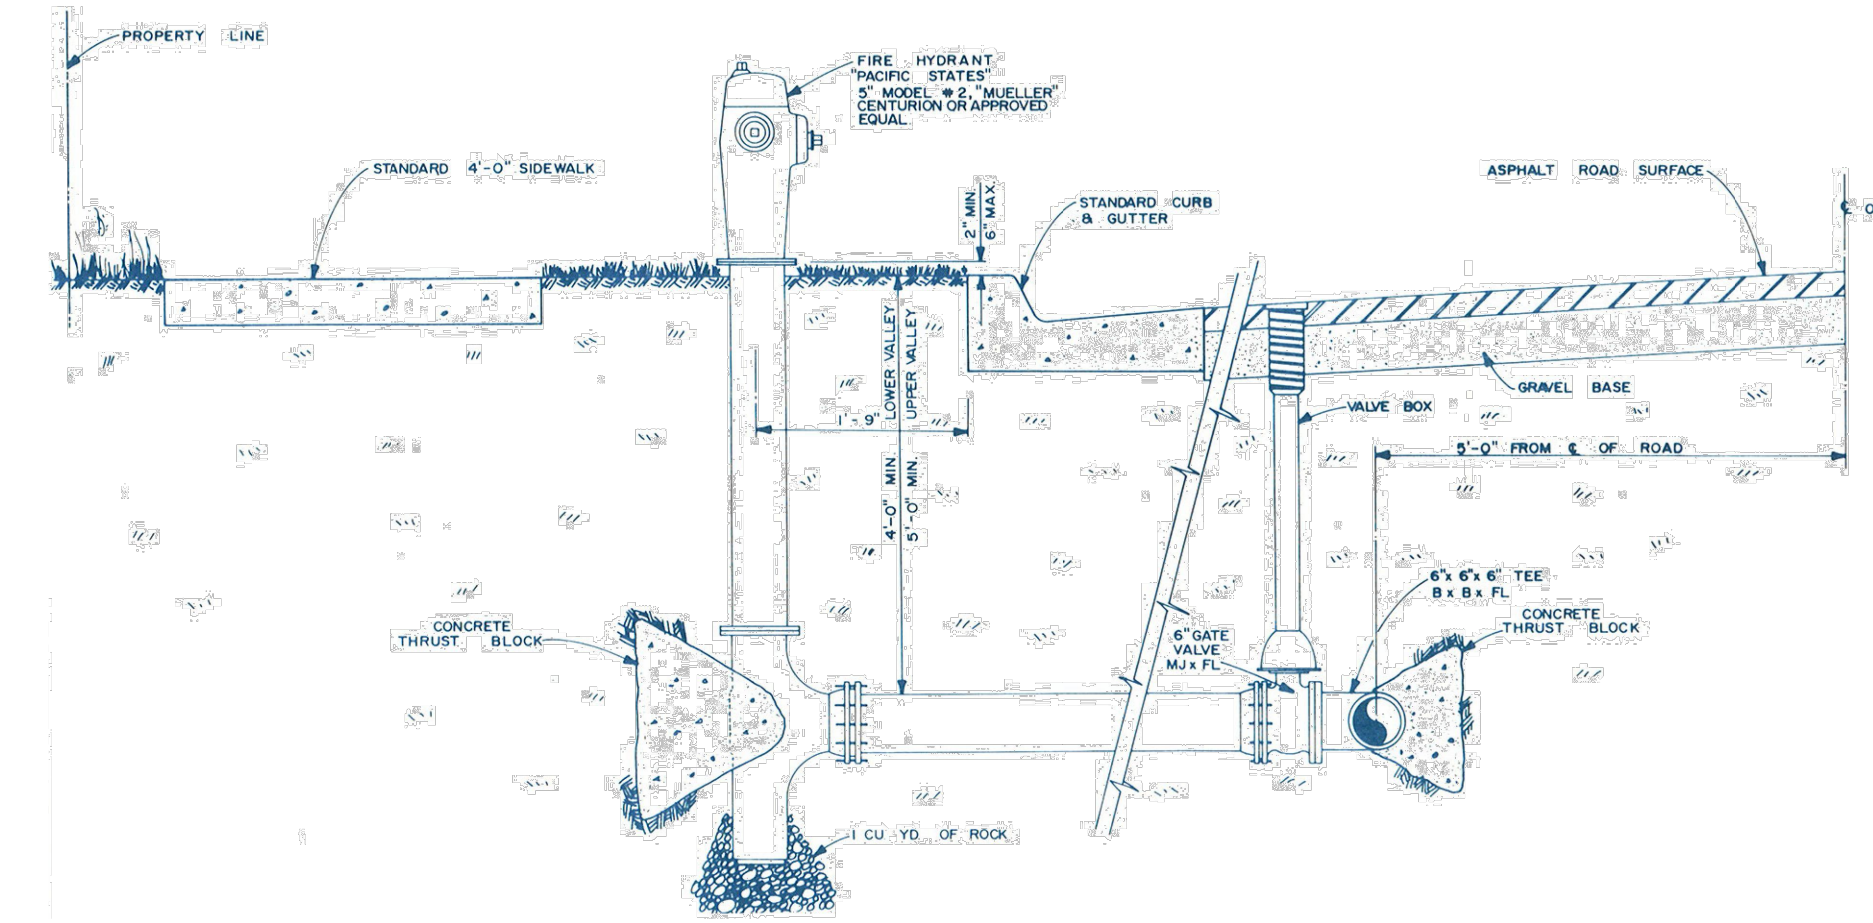 PROPERTY LINE
FIRE HYDRANT
"PACIFIC STATES"
5" MODEL # 2, "MUELLER"
CENTURION OR APPROVED
EQUAL.
STANDARD 4'-0" SIDEWALK
2" MIN.
6" MAX.
STANDARD CURB
& GUTTER
ASPHALT ROAD SURFACE
℄ O
4'-0" MIN. LOWER VALLEY
5'-0" MIN. UPPER VALLEY
1'-9"
GRAVEL BASE
VALVE BOX
5'-0" FROM ℄ OF ROAD
6"x 6"x 6" TEE
B x B x FL
CONCRETE
THRUST BLOCK
CONCRETE
THRUST BLOCK
6" GATE
VALVE
MJ x FL
1 CU YD. OF ROCK